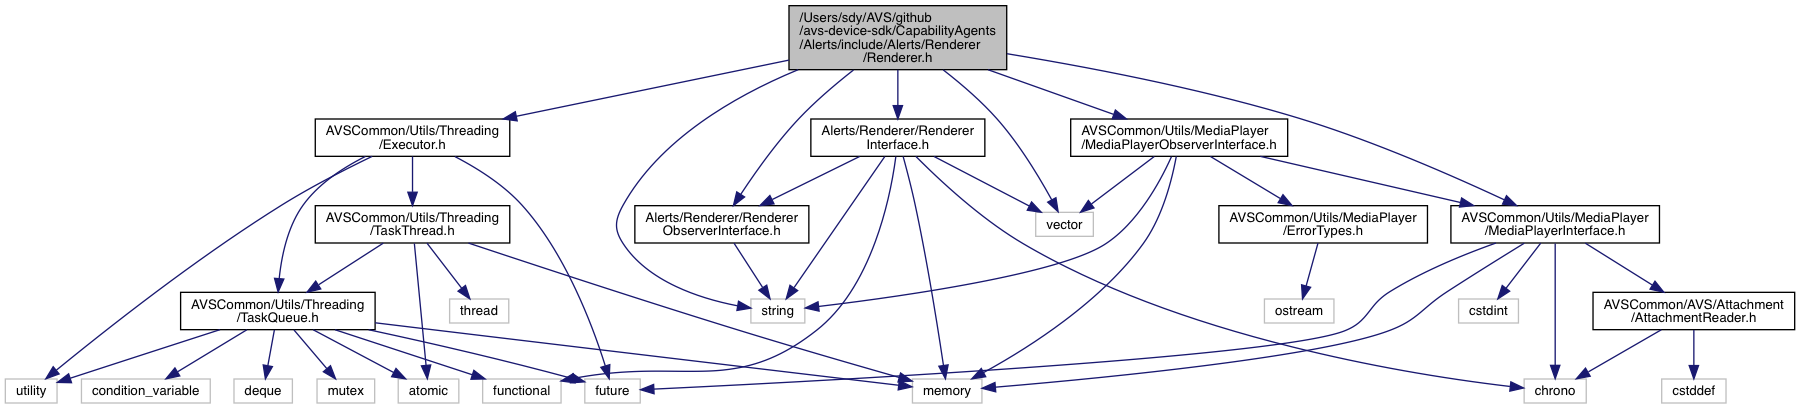 /Users/sdy/AVS/github
/avs-device-sdk/CapabilityAgents
/Alerts/include/Alerts/Renderer
/Renderer.h
AVSCommon/Utils/Threading
/Executor.h
Alerts/Renderer/Renderer
Interface.h
AVSCommon/Utils/MediaPlayer
/MediaPlayerObserverInterface.h
AVSCommon/Utils/Threading
/TaskThread.h
Alerts/Renderer/Renderer
ObserverInterface.h
vector
AVSCommon/Utils/MediaPlayer
/ErrorTypes.h
AVSCommon/Utils/MediaPlayer
/MediaPlayerInterface.h
AVSCommon/Utils/Threading
/TaskQueue.h
thread
string
ostream
cstdint
AVSCommon/AVS/Attachment
/AttachmentReader.h
utility
condition_variable
deque
mutex
atomic
functional
future
memory
chrono
cstddef